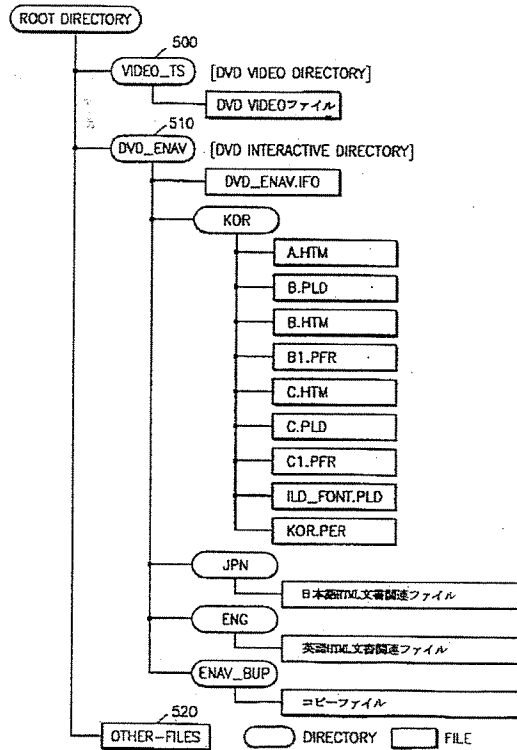 ROOT DIRECTORY
500
VIDEO_TS [DVD VIDEO DIRECTORY]
DVD VIDEOファイル
510
DVD_ENAV [DVD INTERACTIVE DIRECTORY]
DVD_ENAV.IFO
KOR
A.HTM
B.PLD
B.HTM
B1.PFR
C.HTM
C.PLD
C1.PFR
ILD_FONT.PLD
KOR.PER
JPN
日本語HTML文書関連ファイル
ENG
英語HTML文書関連ファイル
ENAV_BUP
コピーファイル
520
OTHER-FILES
DIRECTORY
FILE